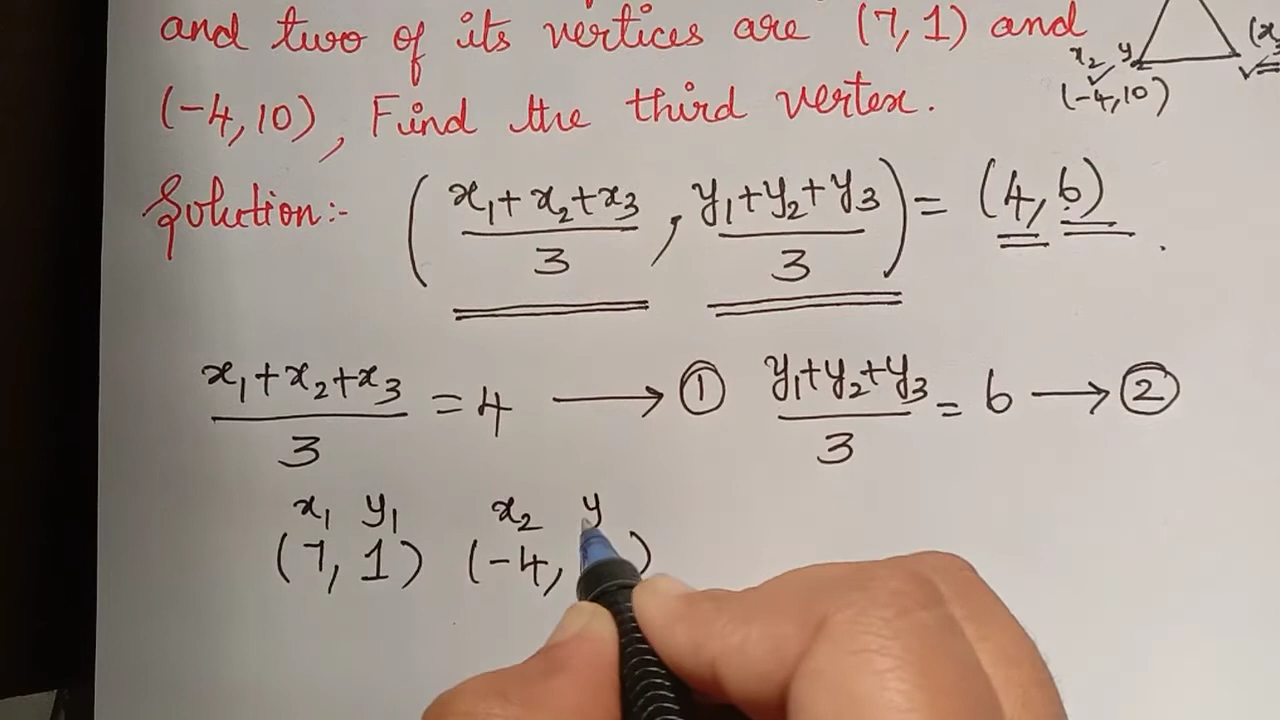 and two of its vertices are (7, 1) and
(-4, 10), Find the third vertex.
x₂ y
(-4, 10)
(x
Solution:- (x₁+x₂+x₃/3, y₁+y₂+y₃/3) = (4, 6)
x₁+x₂+x₃/3 = 4 → ① y₁+y₂+y₃/3 = 6 → ②
x₁ y₁ x₂ y
(7, 1) (-4, )